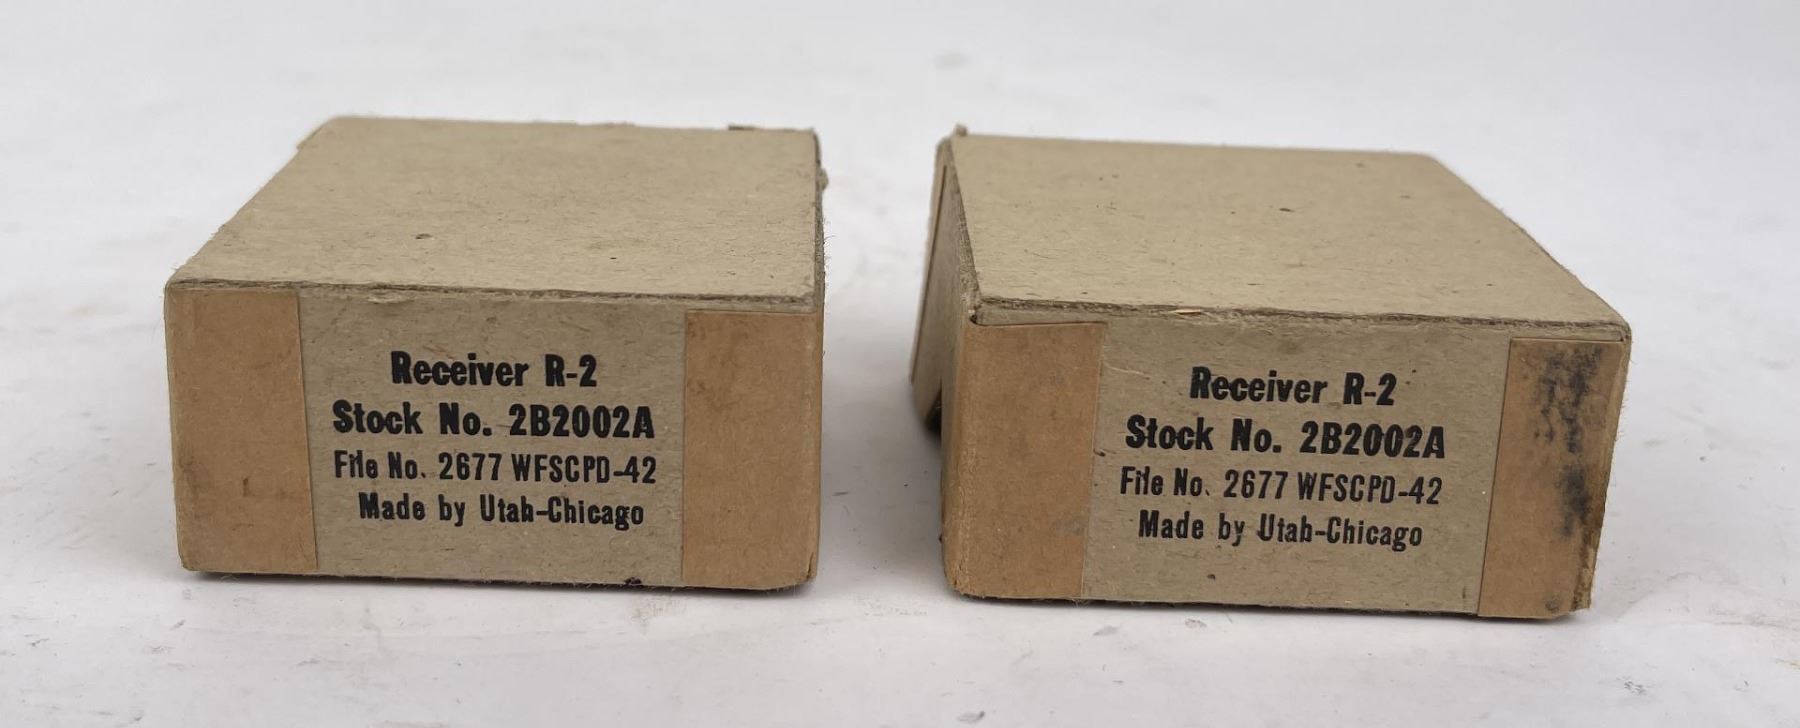 Receiver R-2
Stock No. 2B2002A
File No. 2677 WFSCPD-42
Made by Utah-Chicago
Receiver R-2
Stock No. 2B2002A
File No. 2677 WFSCPD-42
Made by Utah-Chicago